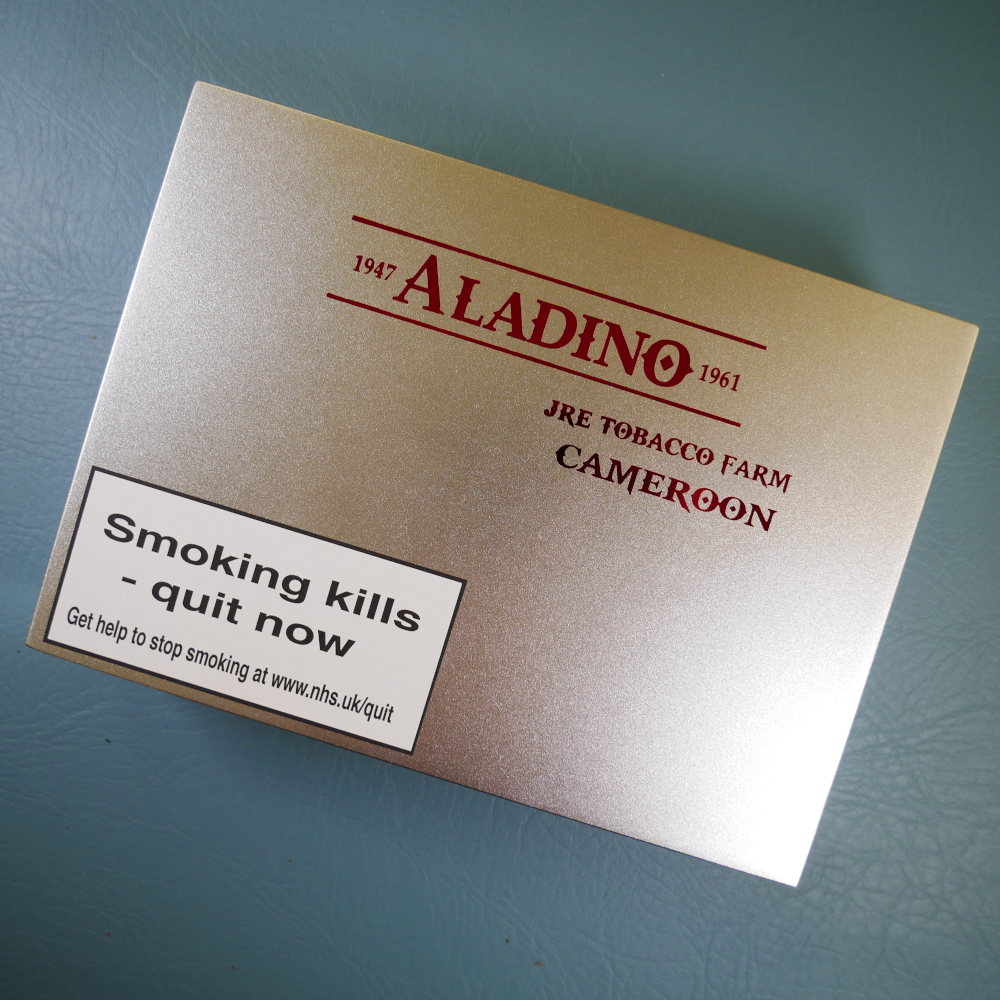 1947 ALADINO 1961
JRE TOBACCO FARM
CAMEROON
Smoking kills
- quit now
Get help to stop smoking at www.nhs.uk/quit